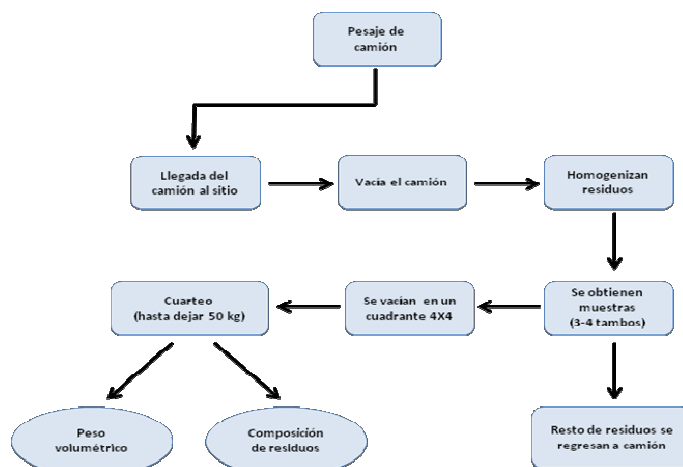 Pesaje de
camión
Llegada del
camión al sitio
Vacía el camión
Homogenizan
residuos
Se obtienen
muestras
(3-4 tambos)
Se vacían en un
cuadrante 4X4
Cuarteo
(hasta dejar 50 kg)
Peso
volumétrico
Composición
de residuos
Resto de residuos se
regresan a camión